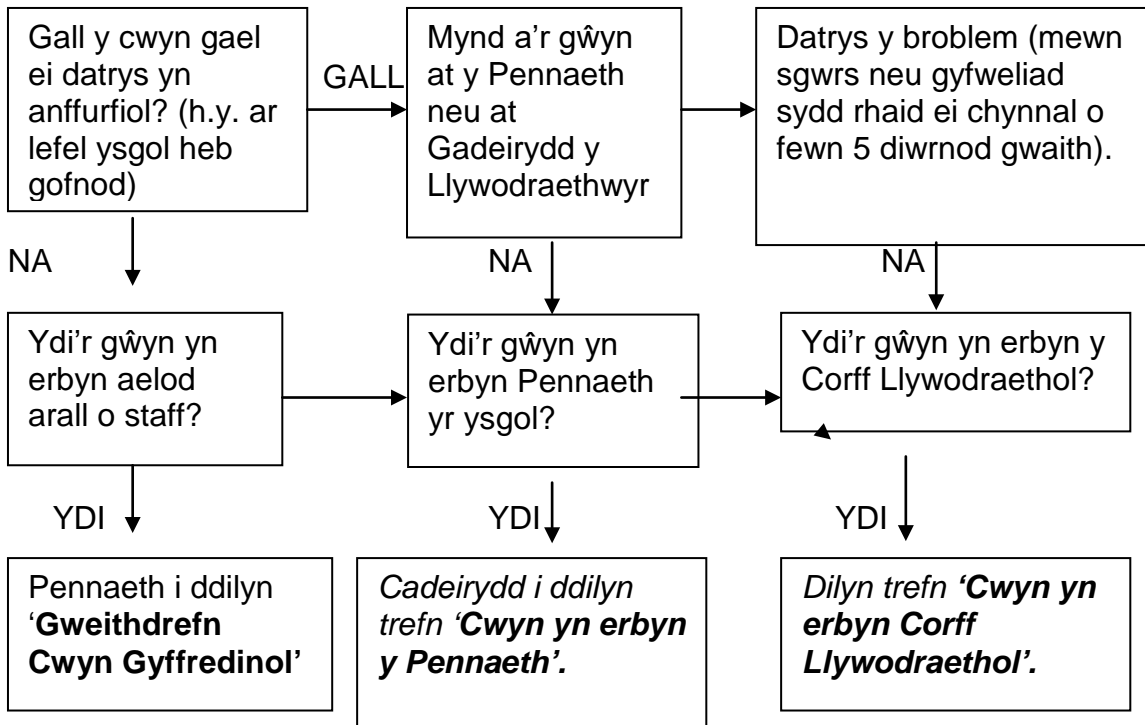 Gall y cwyn gael
ei datrys yn
anffurfiol? (h.y. ar
lefel ysgol heb
gofnod)
GALL
Mynd a'r gŵyn
at y Pennaeth
neu at
Gadeirydd y
Llywodraethwyr
Datrys y broblem (mewn
sgwrs neu gyfweliad
sydd rhaid ei chynnal o
fewn 5 diwrnod gwaith).
NA
NA
NA
Ydi'r gŵyn yn
erbyn aelod
arall o staff?
Ydi'r gŵyn yn
erbyn Pennaeth
yr ysgol?
Ydi'r gŵyn yn erbyn y
Corff Llywodraethol?
YDI
YDI
YDI
Pennaeth i ddilyn
‘Gweithdrefn
Cwyn Gyffredinol’
Cadeirydd i ddilyn
trefn ‘Cwyn yn erbyn
y Pennaeth’.
Dilyn trefn ‘Cwyn yn
erbyn Corff
Llywodraethol’.